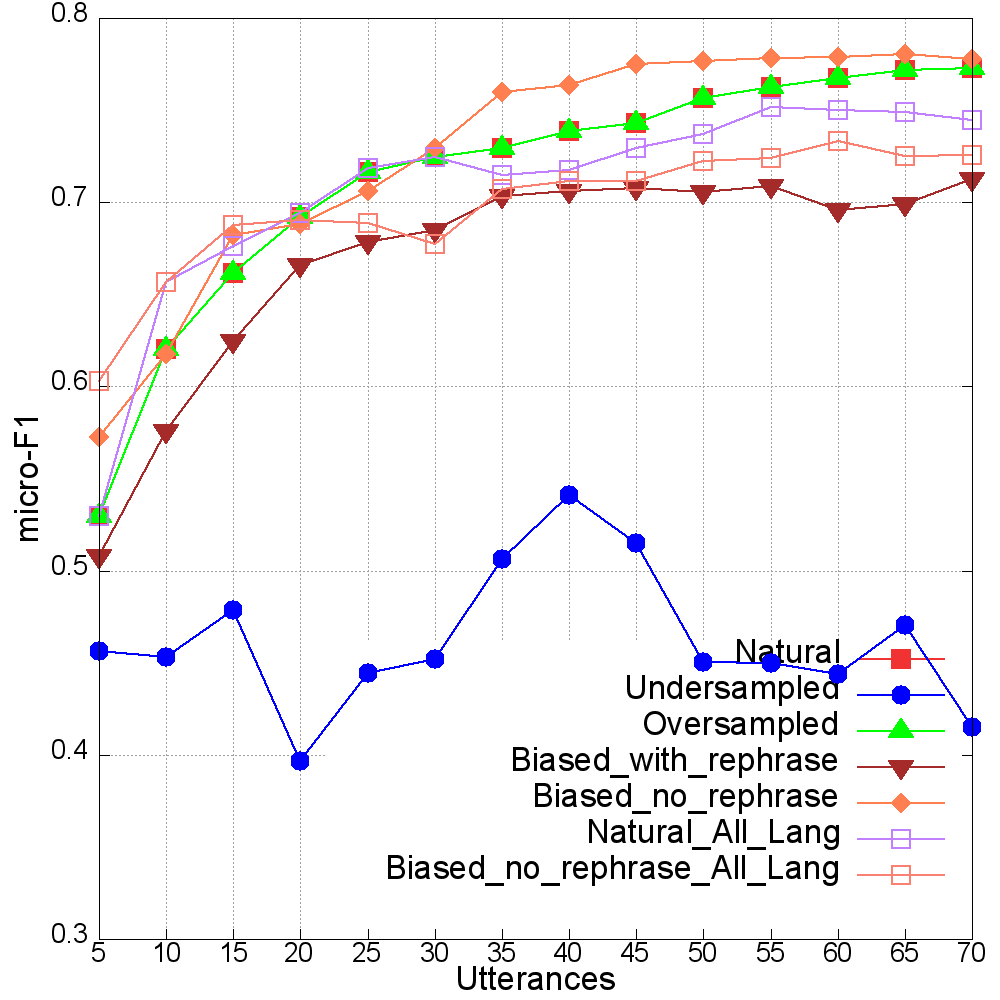 0.8
0.7
0.6
0.5
0.4
0.3
micro-F1
Natural
Undersampled
Oversampled
Biased_with_rephrase
Biased_no_rephrase
Natural_All_Lang
Biased_no_rephrase_All_Lang
5 10 15 20 25 30 35 40 45 50 55 60 65 70
Utterances